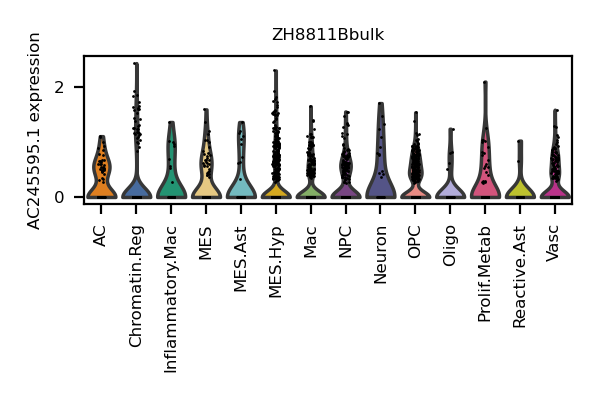 ZH8811Bbulk
AC245595.1 expression
2
0
AC
Chromatin.Reg
Inflammatory.Mac
MES
MES.Ast
MES.Hyp
Mac
NPC
Neuron
OPC
Oligo
Prolif.Metab
Reactive.Ast
Vasc